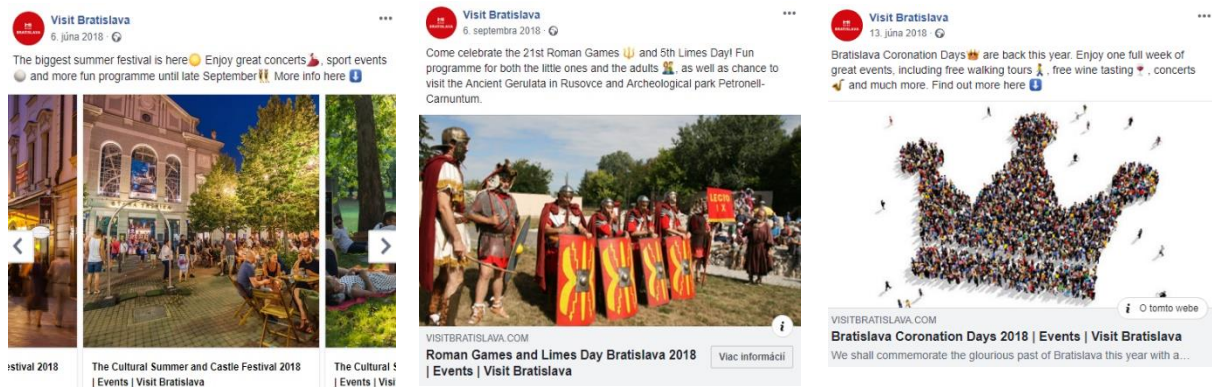 Visit Bratislava
6. júna 2018
The biggest summer festival is here Enjoy great concerts, sport events
and more fun programme until late September More info here
estival 2018
The Cultural Summer and Castle Festival 2018
| Events | Visit Bratislava
The Cultural S
| Events | Visi
Visit Bratislava
6. septembra 2018
Come celebrate the 21st Roman Games and 5th Limes Day! Fun
programme for both the little ones and the adults, as well as chance to
visit the Ancient Gerulata in Rusovce and Archeological park Petronell-
Carnuntum.
LEGIO
I X
VISITBRATISLAVA.COM
Roman Games and Limes Day Bratislava 2018
| Events | Visit Bratislava
Viac informácií
Visit Bratislava
13. júna 2018
Bratislava Coronation Days are back this year. Enjoy one full week of
great events, including free walking tours, free wine tasting, concerts
and much more. Find out more here
O tomto webe
VISITBRATISLAVA.COM
Bratislava Coronation Days 2018 | Events | Visit Bratislava
We shall commemorate the glourious past of Bratislava this year with a...